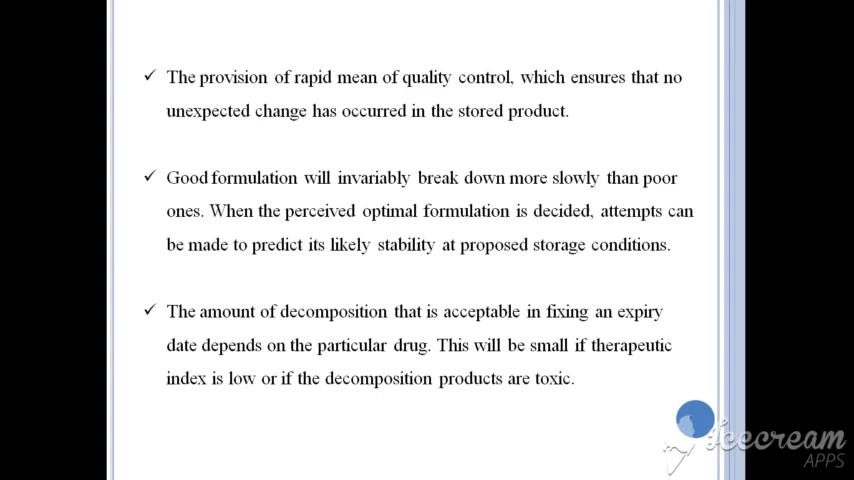 ✓ The provision of rapid mean of quality control, which ensures that no
unexpected change has occurred in the stored product.
✓ Good formulation will invariably break down more slowly than poor
ones. When the perceived optimal formulation is decided, attempts can
be made to predict its likely stability at proposed storage conditions.
✓ The amount of decomposition that is acceptable in fixing an expiry
date depends on the particular drug. This will be small if therapeutic
index is low or if the decomposition products are toxic.
Icecream
APPS